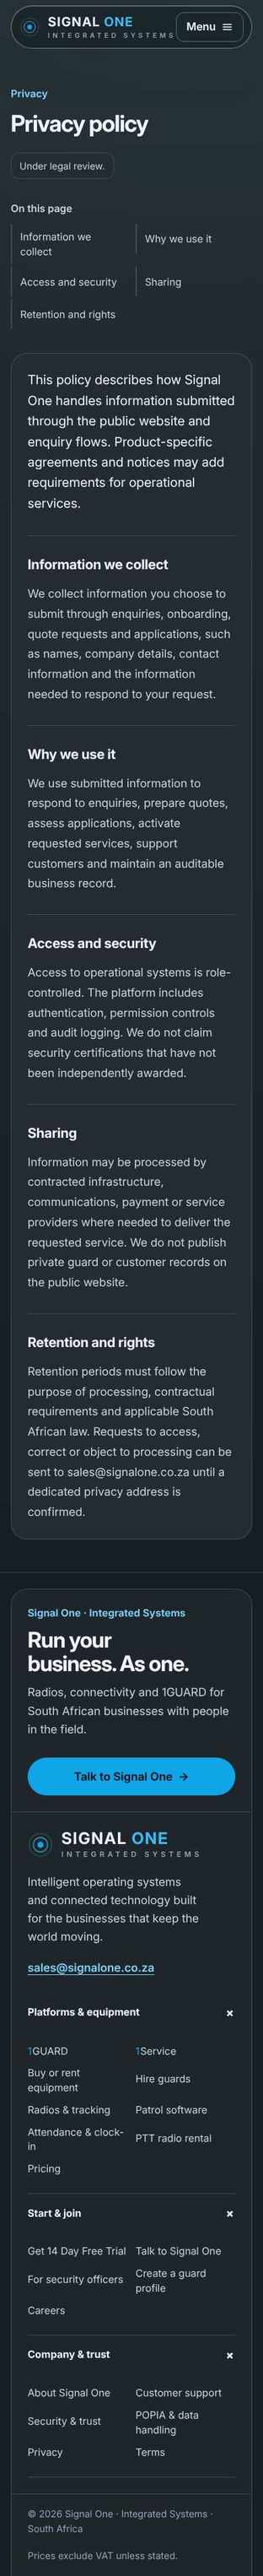 SIGNAL ONE
INTEGRATED SYSTEMS
Menu
Privacy
Privacy policy
Under legal review.
On this page
Information we
collect
Why we use it
Access and security
Sharing
Retention and rights
This policy describes how Signal
One handles information submitted
through the public website and
enquiry flows. Product-specific
agreements and notices may add
requirements for operational
services.
Information we collect
We collect information you choose to
submit through enquiries, onboarding,
quote requests and applications, such
as names, company details, contact
information and the information
needed to respond to your request.
Why we use it
We use submitted information to
respond to enquiries, prepare quotes,
assess applications, activate
requested services, support
customers and maintain an auditable
business record.
Access and security
Access to operational systems is role-
controlled. The platform includes
authentication, permission controls
and audit logging. We do not claim
security certifications that have not
been independently awarded.
Sharing
Information may be processed by
contracted infrastructure,
communications, payment or service
providers where needed to deliver the
requested service. We do not publish
private guard or customer records on
the public website.
Retention and rights
Retention periods must follow the
purpose of processing, contractual
requirements and applicable South
African law. Requests to access,
correct or object to processing can be
sent to sales@signalone.co.za until a
dedicated privacy address is
confirmed.
Signal One · Integrated Systems
Run your
business. As one.
Radios, connectivity and 1GUARD for
South African businesses with people
in the field.
Talk to Signal One →
SIGNAL ONE
INTEGRATED SYSTEMS
Intelligent operating systems
and connected technology built
for the businesses that keep the
world moving.
sales@signalone.co.za
Platforms & equipment ×
1GUARD
1Service
Buy or rent
equipment
Hire guards
Radios & tracking
Patrol software
Attendance & clock-
in
PTT radio rental
Pricing
Start & join ×
Get 14 Day Free Trial
Talk to Signal One
For security officers
Create a guard
profile
Careers
Company & trust ×
About Signal One
Customer support
Security & trust
POPIA & data
handling
Privacy
Terms
© 2026 Signal One · Integrated Systems ·
South Africa
Prices exclude VAT unless stated.